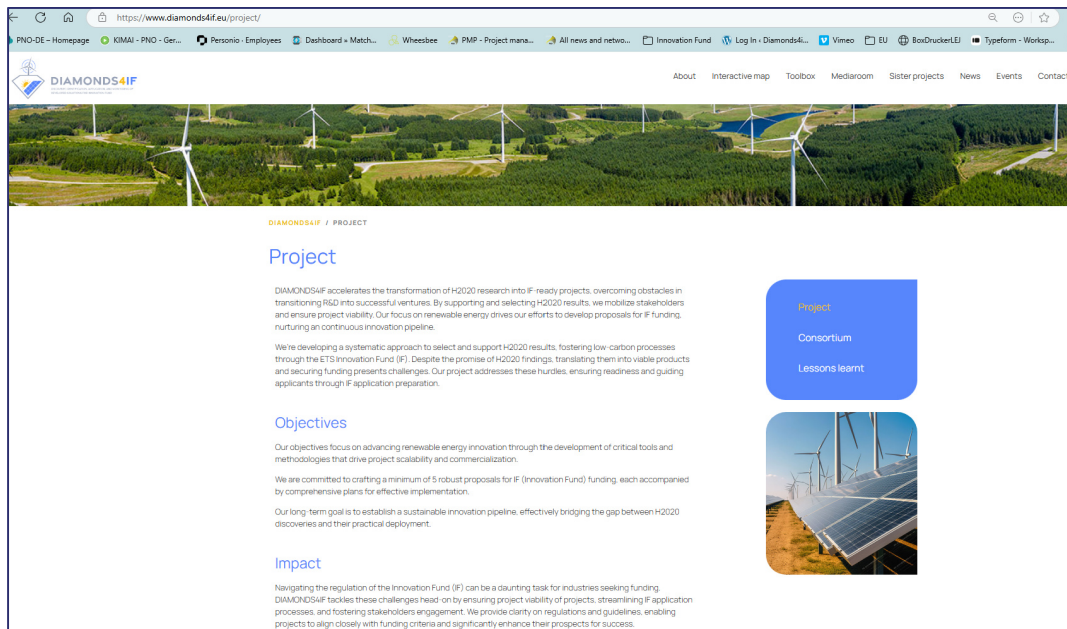 https://www.diamonds4if.eu/project/
PNO-DE – Homepage KIMAI - PNO - Ger... Personio · Employees Dashboard » Match... Wheesbee PMP - Project mana... All news and netwo... Innovation Fund Log In ‹ Diamonds4i... Vimeo EU BoxDruckerLEJ Typeform - Worksp...
DIAMONDS4IF
About Interactive map Toolbox Mediaroom Sister projects News Events Contact
DIAMONDS4IF / PROJECT
Project
DIAMONDS4IF accelerates the transformation of H2020 research into IF-ready projects, overcoming obstacles in
transitioning R&D into successful ventures. By supporting and selecting H2020 results, we mobilize stakeholders
and ensure project viability. Our focus on renewable energy drives our efforts to develop proposals for IF funding,
nurturing an continuous innovation pipeline.
We're developing a systematic approach to select and support H2020 results, fostering low-carbon processes
through the ETS Innovation Fund (IF). Despite the promise of H2020 findings, translating them into viable products
and securing funding presents challenges. Our project addresses these hurdles, ensuring readiness and guiding
applicants through IF application preparation.
Objectives
Our objectives focus on advancing renewable energy innovation through the development of critical tools and
methodologies that drive project scalability and commercialization.
We are committed to crafting a minimum of 5 robust proposals for IF (Innovation Fund) funding, each accompanied
by comprehensive plans for effective implementation.
Our long-term goal is to establish a sustainable innovation pipeline, effectively bridging the gap between H2020
discoveries and their practical deployment.
Impact
Navigating the regulation of the Innovation Fund (IF) can be a daunting task for industries seeking funding.
DIAMONDS4IF tackles these challenges head-on by ensuring project viability of projects, streamlining IF application
processes, and fostering stakeholders engagement. We provide clarity on regulations and guidelines, enabling
projects to align closely with funding criteria and significantly enhance their prospects for success.
Project
Consortium
Lessons learnt